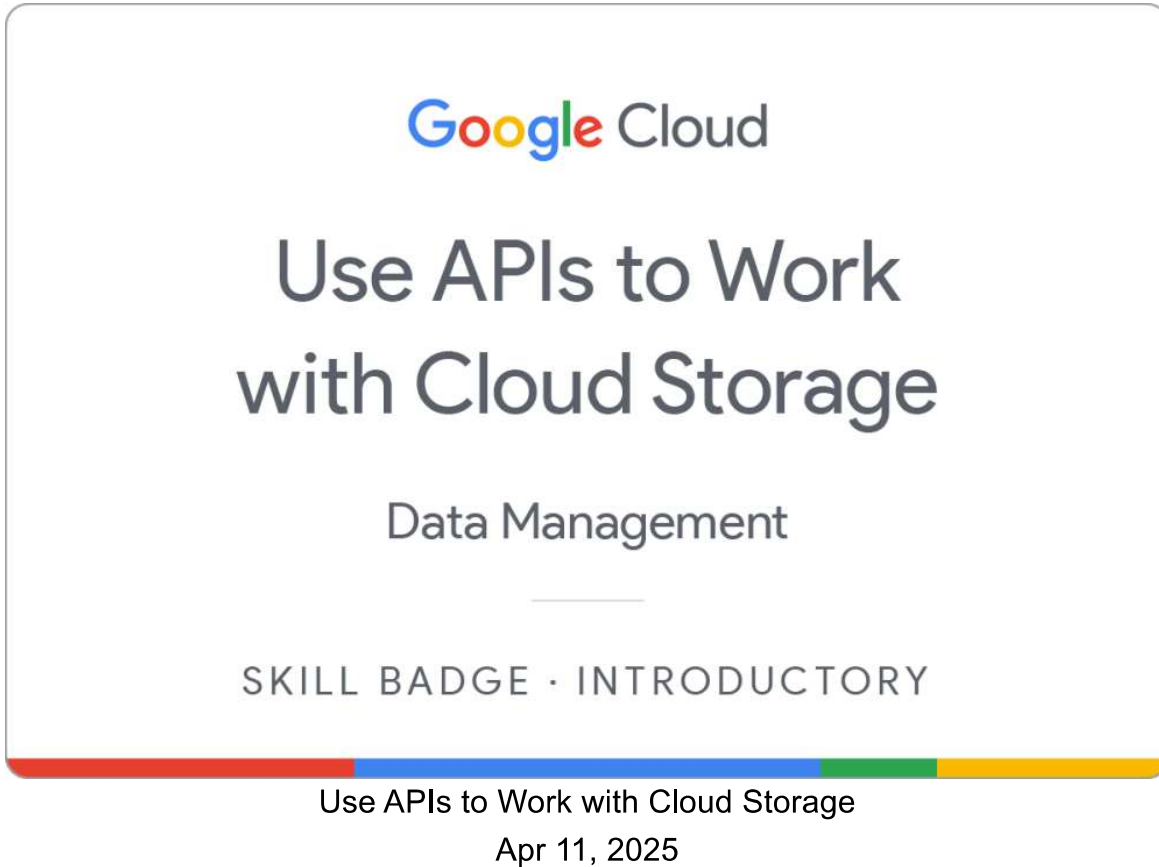 Google Cloud
Use APIs to Work
with Cloud Storage
Data Management
SKILL BADGE · INTRODUCTORY
Use APIs to Work with Cloud Storage
Apr 11, 2025